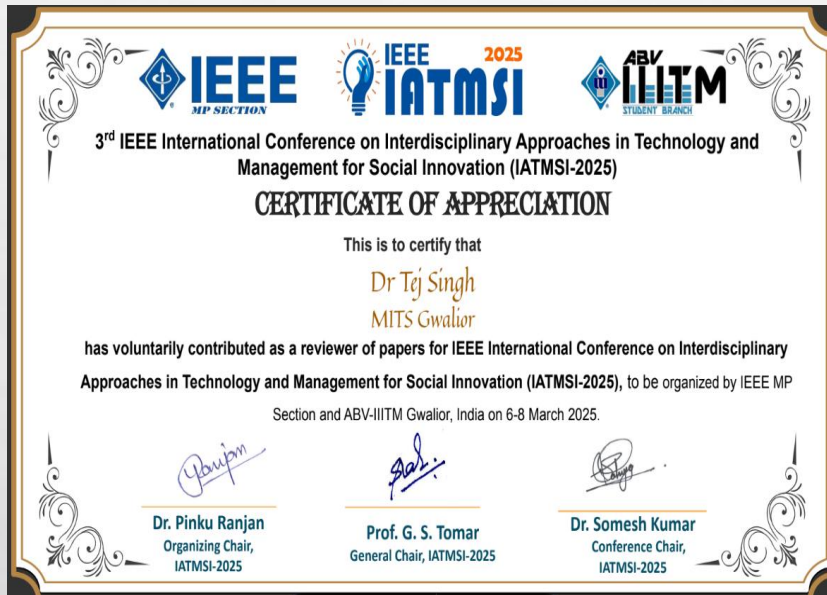 IEEE
MP SECTION
IEEE 2025
IATMSI
ABV
IIITM
STUDENT BRANCH
3rd IEEE International Conference on Interdisciplinary Approaches in Technology and
Management for Social Innovation (IATMSI-2025)
CERTIFICATE OF APPRECIATION
This is to certify that
Dr Tej Singh
MITS Gwalior
has voluntarily contributed as a reviewer of papers for IEEE International Conference on Interdisciplinary
Approaches in Technology and Management for Social Innovation (IATMSI-2025), to be organized by IEEE MP
Section and ABV-IIITM Gwalior, India on 6-8 March 2025.
Dr. Pinku Ranjan
Organizing Chair,
IATMSI-2025
Prof. G. S. Tomar
General Chair, IATMSI-2025
Dr. Somesh Kumar
Conference Chair,
IATMSI-2025